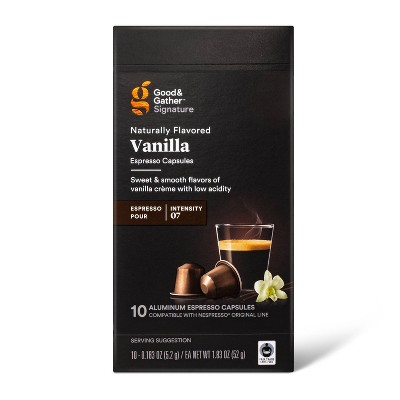 Good&
Gather™
Signature
Naturally Flavored
Vanilla
Espresso Capsules
Sweet & smooth flavors of
vanilla crème with low acidity
ESPRESSO
POUR
INTENSITY
07
10 ALUMINUM ESPRESSO CAPSULES
COMPATIBLE WITH NESPRESSO® ORIGINAL LINE
SERVING SUGGESTION
10 - 0.183 OZ (5.2 g) / EA NET WT 1.83 OZ (52 g)